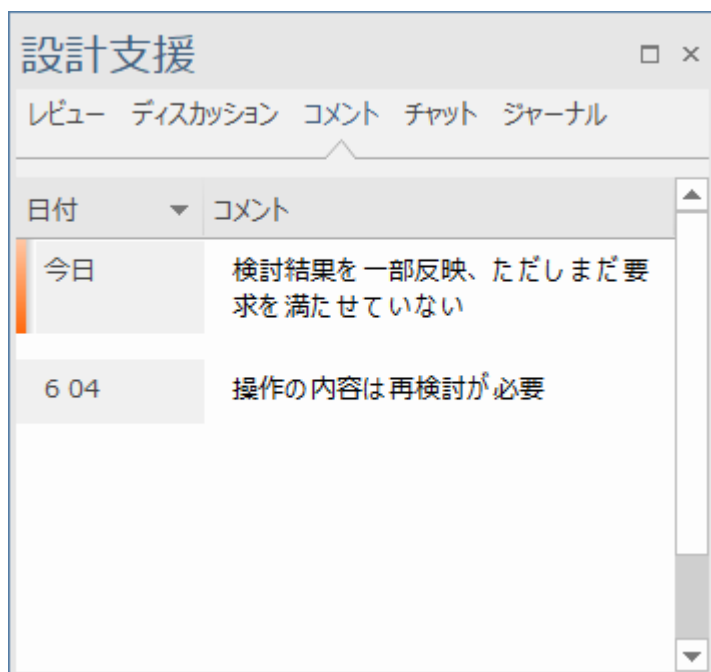 設計支援
レビュー ディスカッション コメント チャット ジャーナル
日付 コメント
今日 検討結果を一部反映、ただしまだ要
求を満たせていない
6 04 操作の内容は再検討が必要